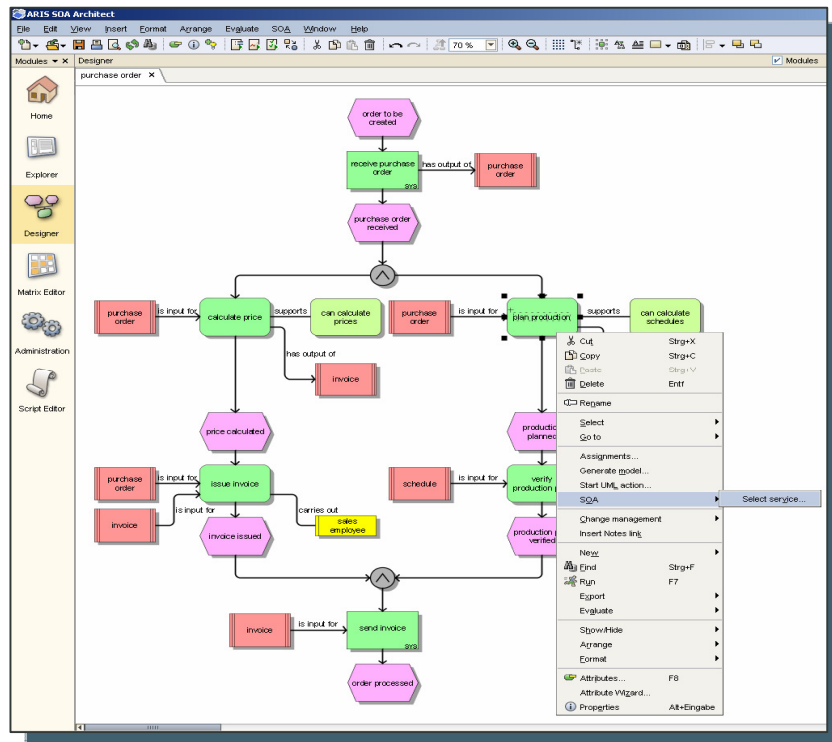 ARIS SOA Architect
File Edit View Insert Format Arrange Evaluate SOA Window Help
70 %
Modules
Designer
Modules
purchase order
Home
Explorer
Designer
Matrix Editor
Administration
Script Editor
order to be
created
receive purchase
order
SYS
has output of
purchase
order
purchase order
received
purchase
order
is input for
calculate price
supports
can calculate
prices
has output of
invoice
purchase
order
is input for
plan production
supports
can calculate
schedules
price calculated
purchase
order
is input for
issue invoice
invoice
is input for
carries out
sales
employee
invoice issued
schedule
is input for
verify
planned
verified
invoice
is input for
send invoice
SYS
order processed
Cut Strg+X
Copy Strg+C
Paste Strg+V
Delete Entf
Rename
Select
Go to
Assignments...
Generate model...
Start UML action...
SOA
Select service...
Change management
Insert Notes link
New
Find Strg+F
Run F7
Export
Evaluate
Show/Hide
Arrange
Format
Attributes... F8
Attribute Wizard...
Properties Alt+Eingabe